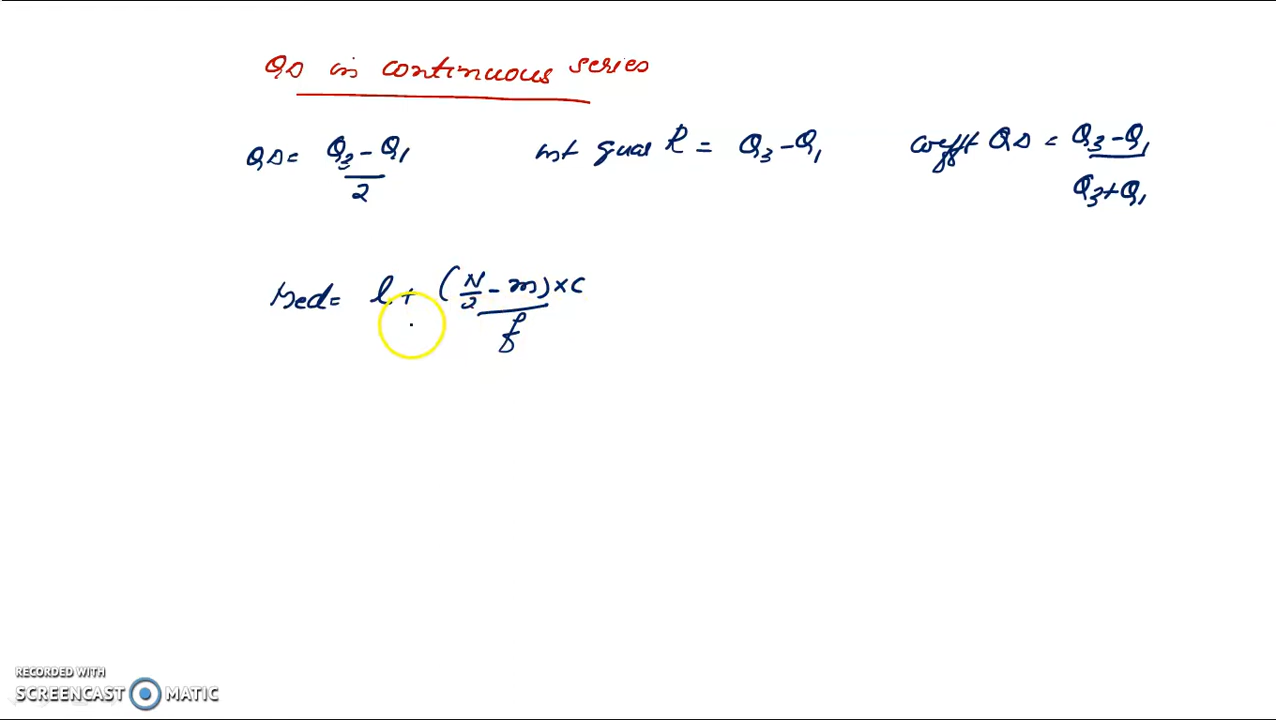 QD in continuous series
QD = Q3 - Q1 / 2 int quar R = Q3 - Q1 coefft QD = Q3 - Q1 / Q3 + Q1
Med = l + (N/2 - m) × c / f
RECORDED WITH
SCREENCAST MATIC